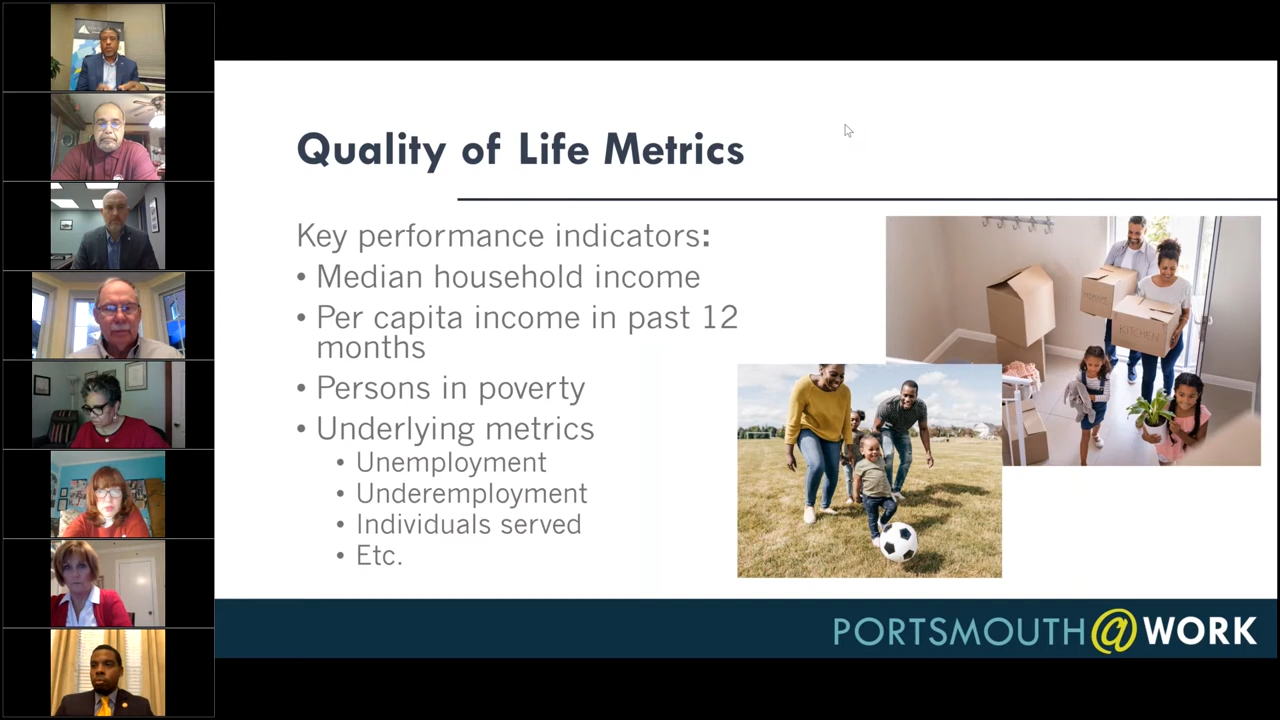 Quality of Life Metrics
Key performance indicators:
• Median household income
• Per capita income in past 12
months
• Persons in poverty
• Underlying metrics
• Unemployment
• Underemployment
• Individuals served
• Etc.
KITCHEN
PORTSMOUTH@WORK